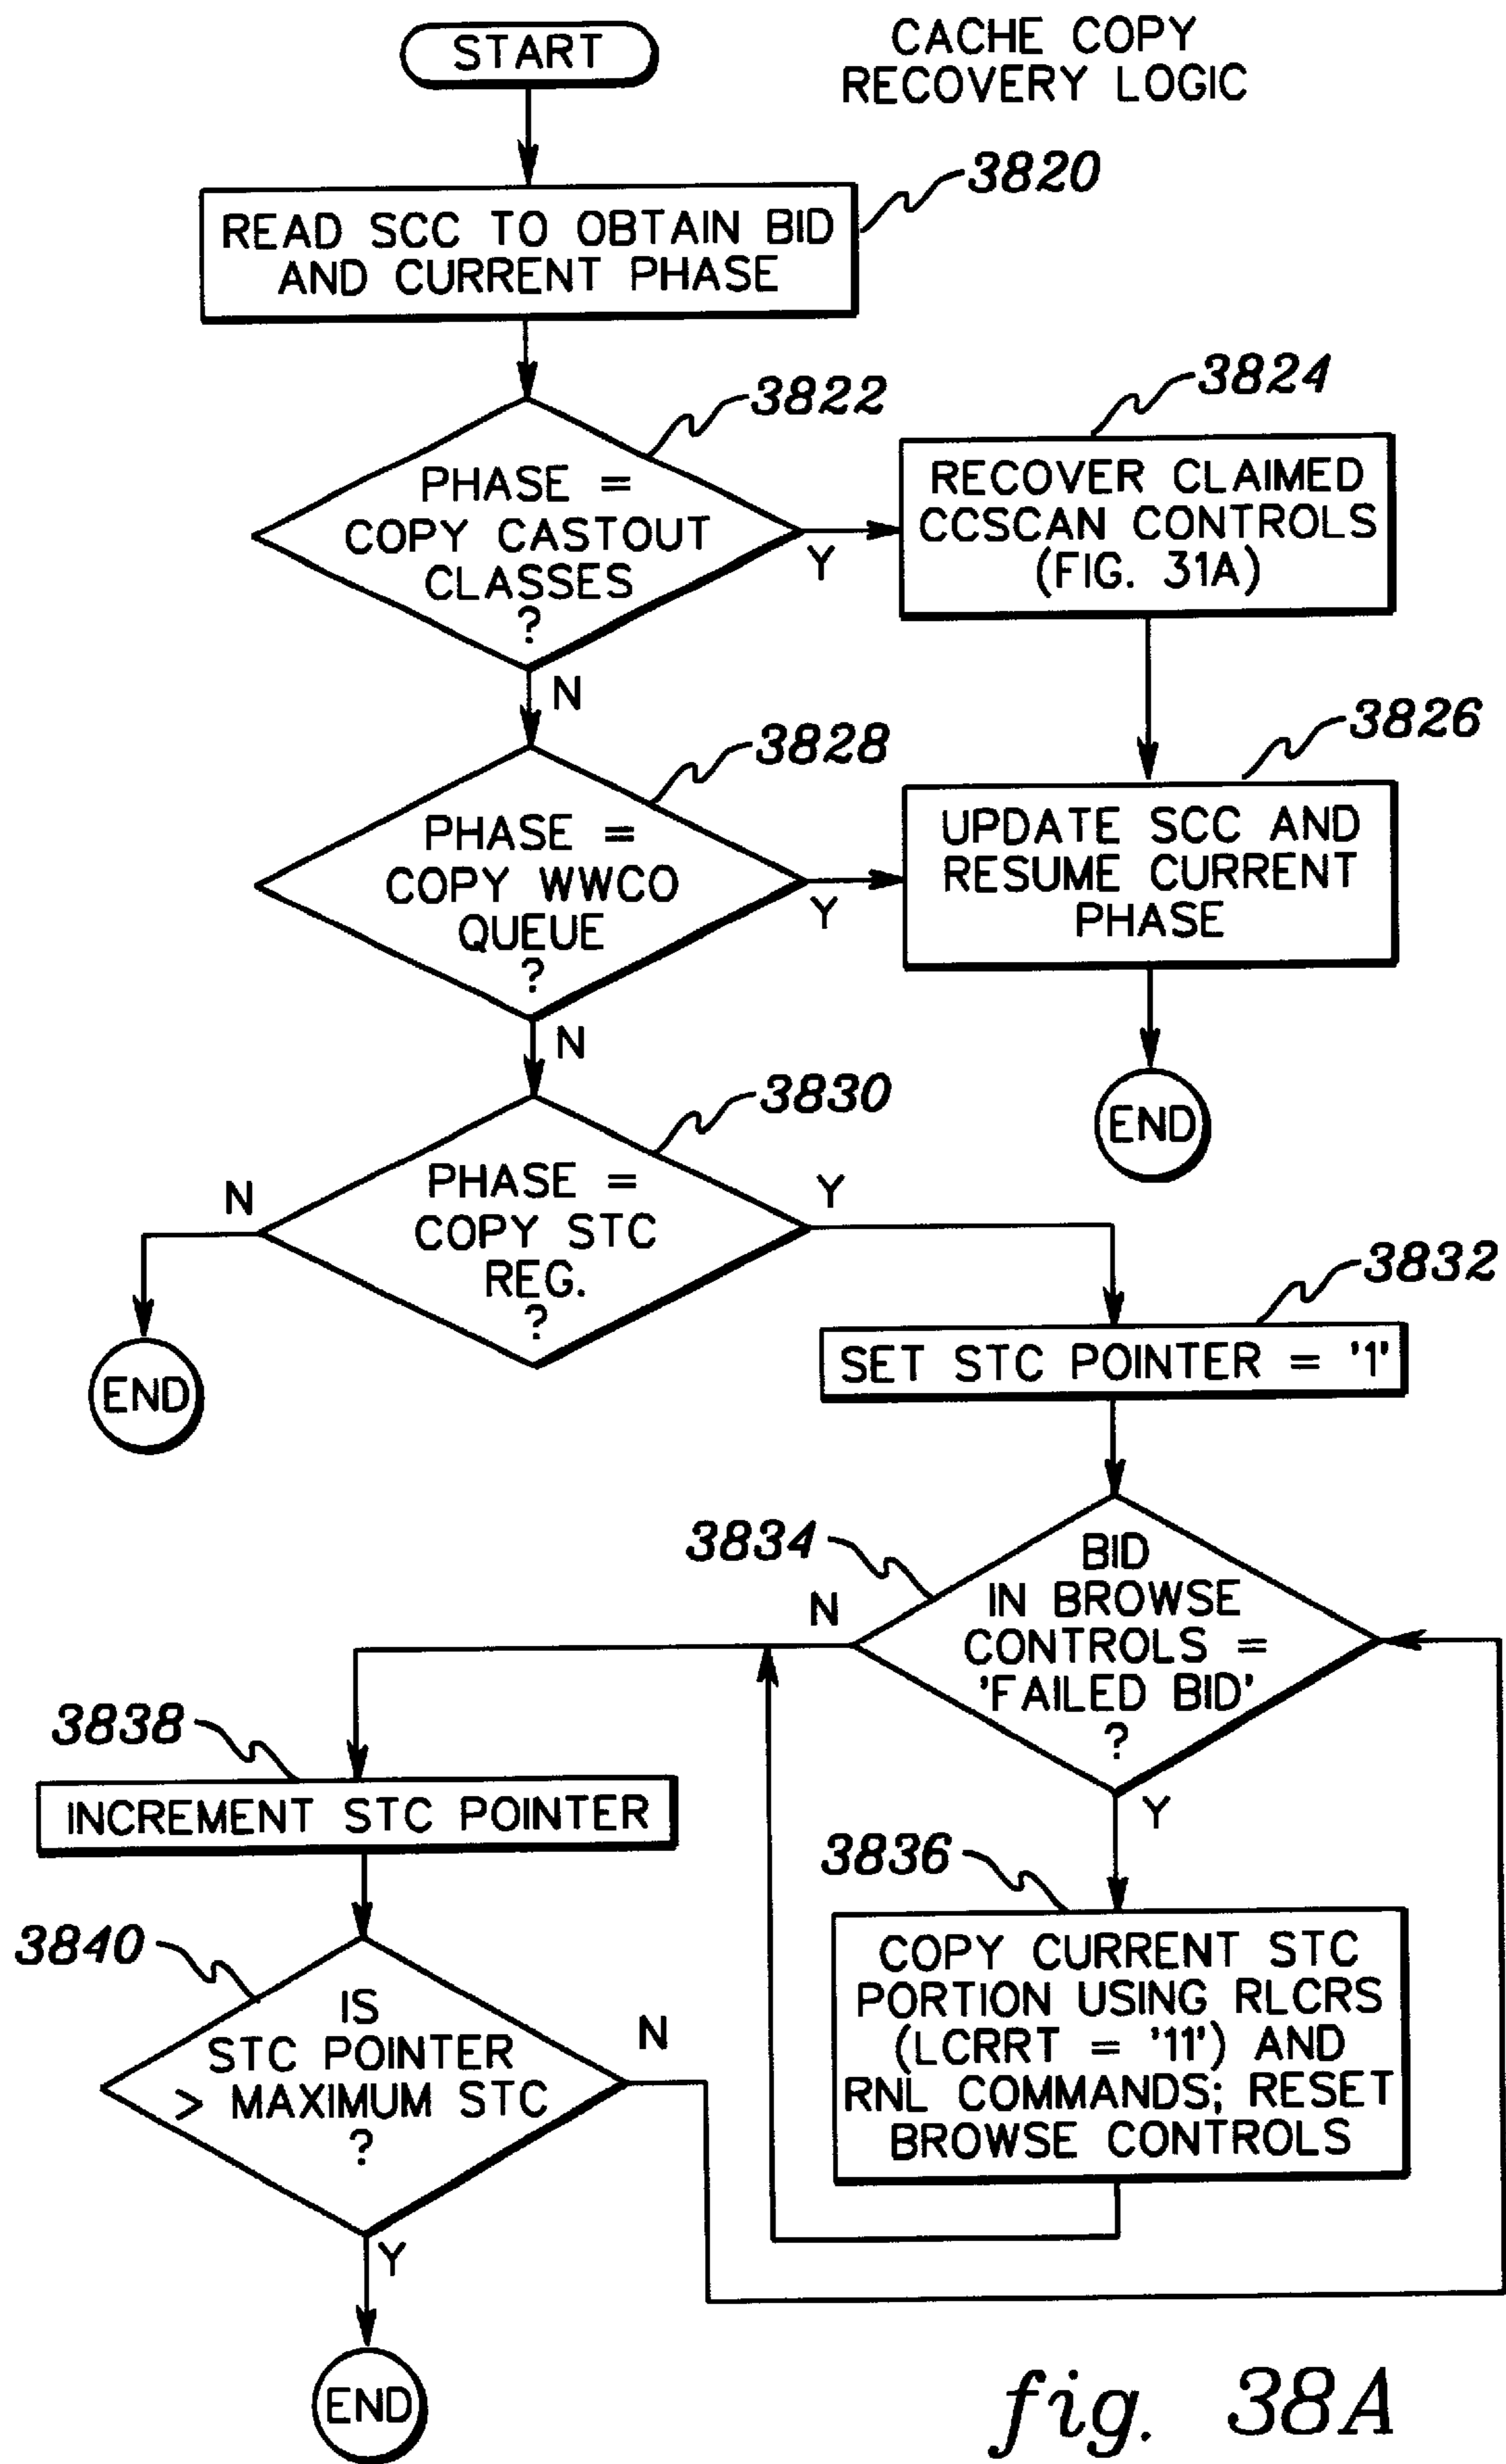 START
CACHE COPY
RECOVERY LOGIC
3820
READ SCC TO OBTAIN BID
AND CURRENT PHASE
3822
PHASE =
COPY CASTOUT
CLASSES
?
Y
N
3824
RECOVER CLAIMED
CCSCAN CONTROLS
(FIG. 31A)
3826
UPDATE SCC AND
RESUME CURRENT
PHASE
END
3828
PHASE =
COPY WWCO
QUEUE
?
Y
N
3830
PHASE =
COPY STC
REG.
?
N
Y
END
3832
SET STC POINTER = '1'
3834
BID
IN BROWSE
CONTROLS =
'FAILED BID'
?
N
Y
3836
COPY CURRENT STC
PORTION USING RLCRS
(LCRRT = '11') AND
RNL COMMANDS; RESET
BROWSE CONTROLS
3838
INCREMENT STC POINTER
3840
IS
STC POINTER
> MAXIMUM STC
?
N
Y
END
fig. 38A